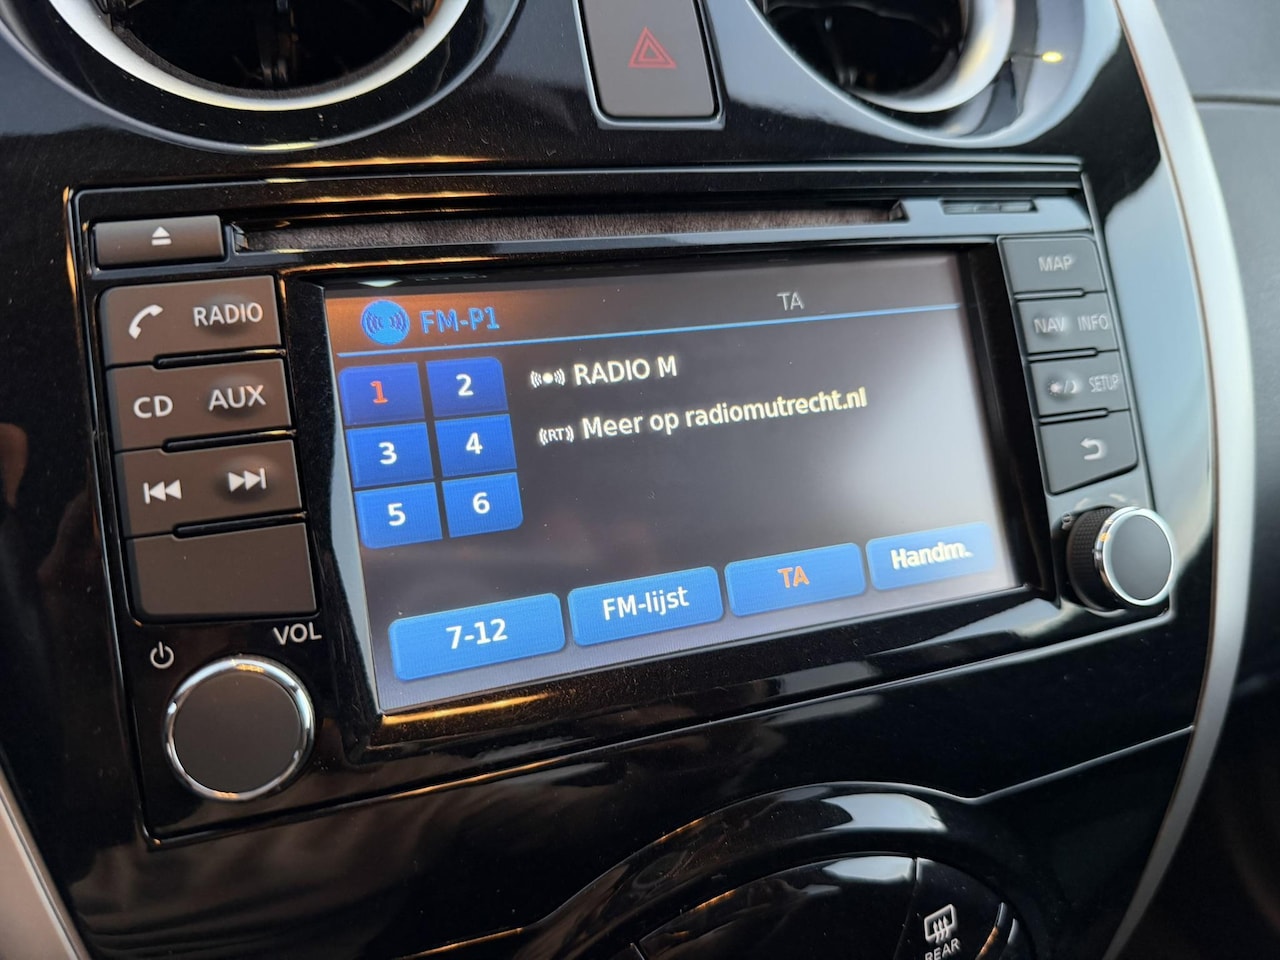 RADIO
CD AUX
VOL
FM-P1 TA
1 2
3 4
5 6
RADIO M
RT Meer op radiomutrecht.nl
7-12 FM-lijst TA Handm.
MAP
NAV INFO
SETUP
REAR